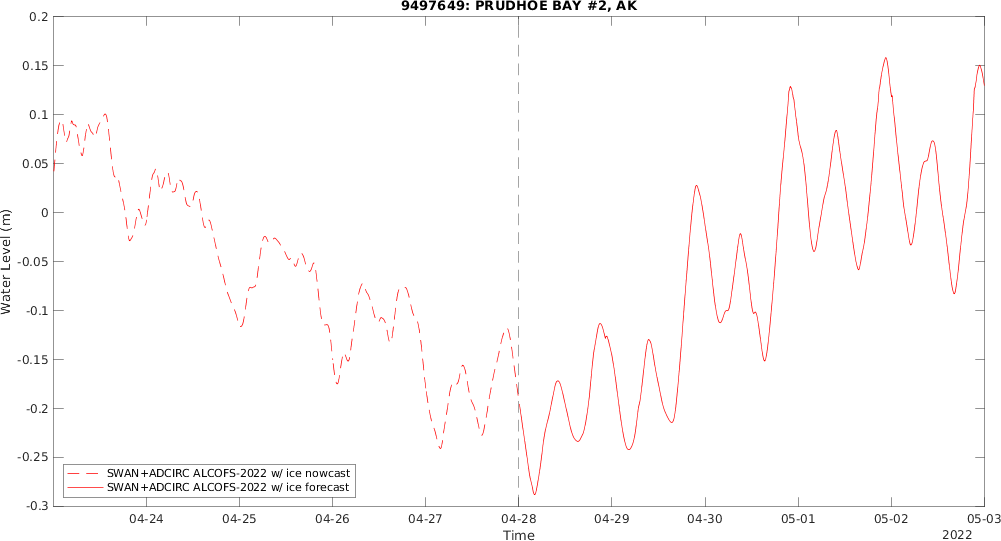 9497649: PRUDHOE BAY #2, AK
0.2
0.15
0.1
0.05
0
-0.05
-0.1
-0.15
-0.2
-0.25
-0.3
Water Level (m)
SWAN+ADCIRC ALCOFS-2022 w/ ice nowcast
SWAN+ADCIRC ALCOFS-2022 w/ ice forecast
04-24 04-25 04-26 04-27 04-28 04-29 04-30 05-01 05-02 05-03
Time
2022